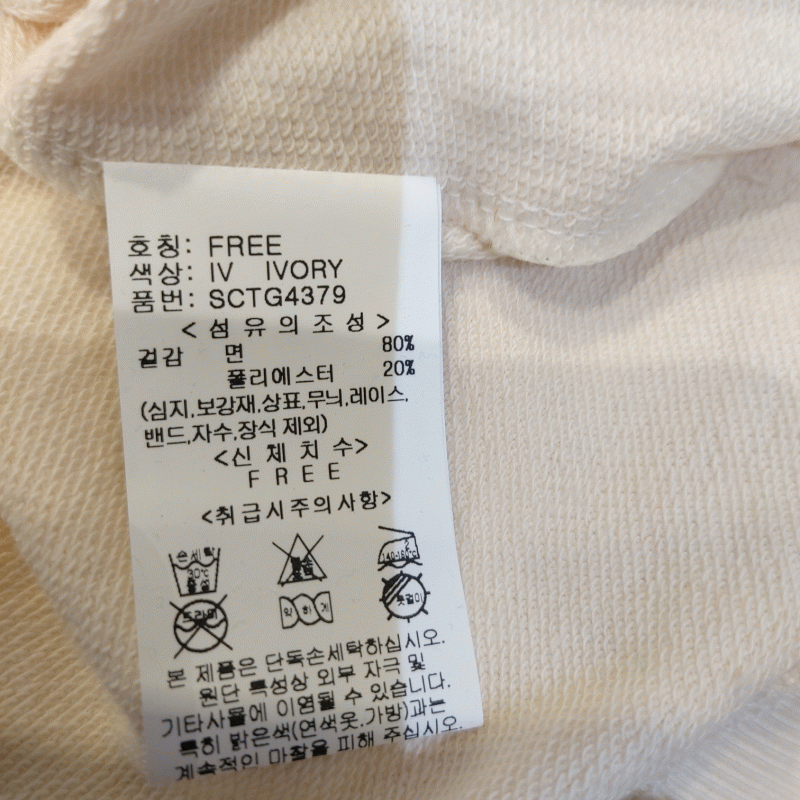 호칭: FREE
색상: IV IVORY
품번: SCTG4379
<섬 유 의 조 성>
겉감 면 80%
폴리에스터 20%
(심지,보강재,상표,무늬,레이스,
밴드,자수,장식 제외)
<신 체 치 수>
F R E E
<취급시주의사항>
손세탁 30℃ 중성 염소 2 140-160℃
드라이 약하게 옷걸이
본 제품은 단독손세탁하십시오.
원단 특성상 외부 자극 및
기타사물에 이염될 수 있습니다.
특히 밝은색(연색옷,가방)과는
계속적인 마찰을 피해 주십시오.